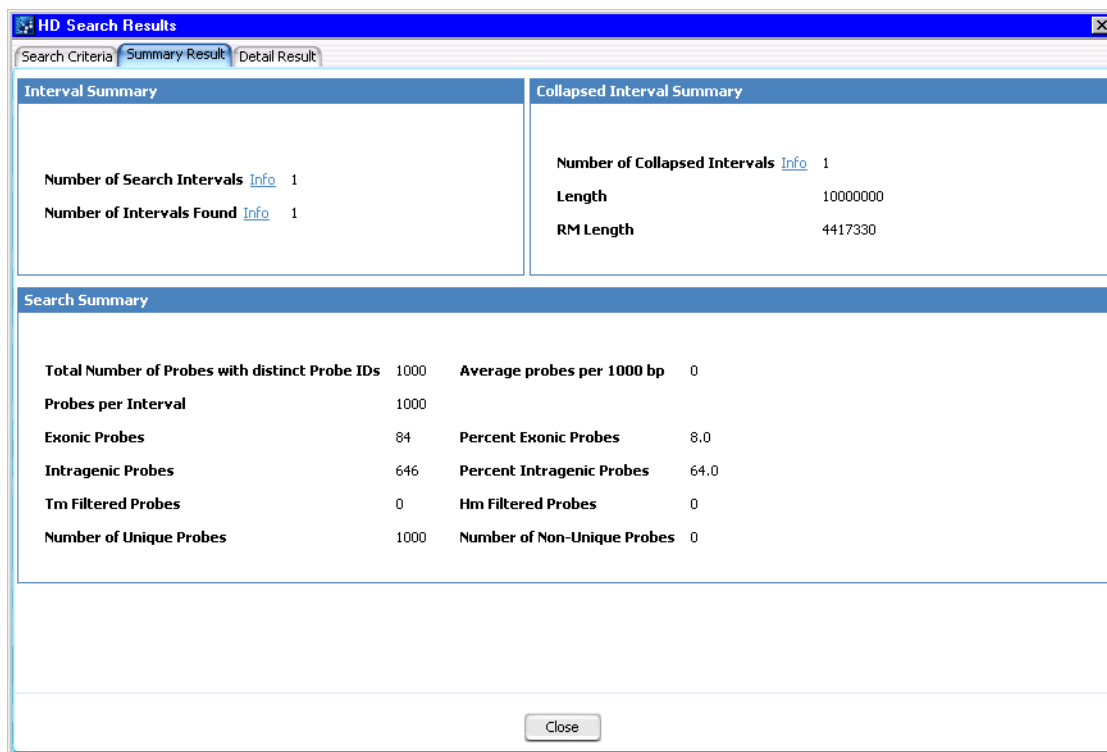 HD Search Results
Search Criteria Summary Result Detail Result
Interval Summary
Number of Search Intervals Info 1
Number of Intervals Found Info 1
Collapsed Interval Summary
Number of Collapsed Intervals Info 1
Length 10000000
RM Length 4417330
Search Summary
Total Number of Probes with distinct Probe IDs 1000 Average probes per 1000 bp 0
Probes per Interval 1000
Exonic Probes 84 Percent Exonic Probes 8.0
Intragenic Probes 646 Percent Intragenic Probes 64.0
Tm Filtered Probes 0 Hm Filtered Probes 0
Number of Unique Probes 1000 Number of Non-Unique Probes 0
Close